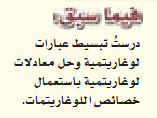 فيما سبق:
درستُ تبسيط عبارات
لوغاريتمية وحل معادلات
لوغاريتمية باستعمال
خصائص اللوغاريتمات.